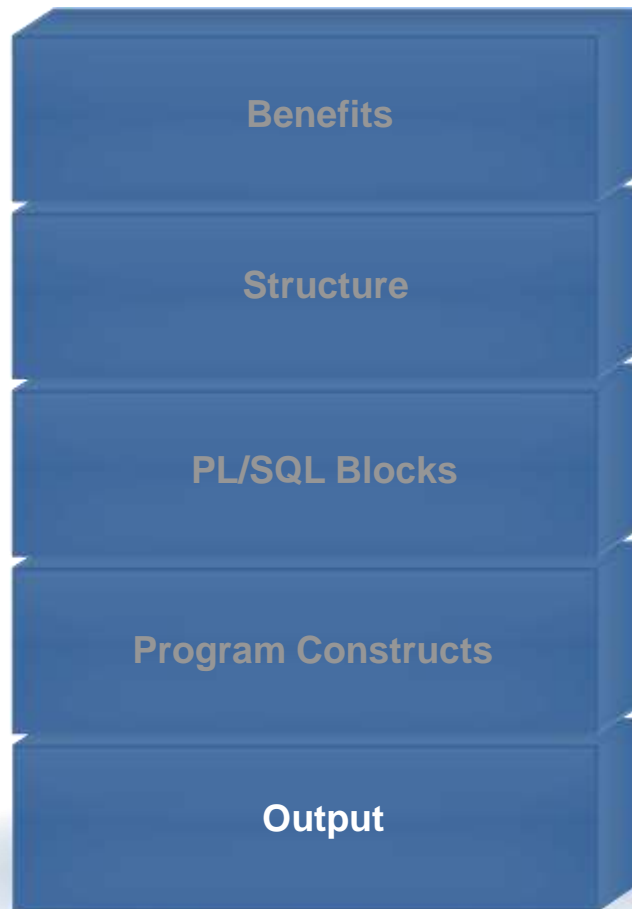 Benefits
Structure
PL/SQL Blocks
Program Constructs
Output